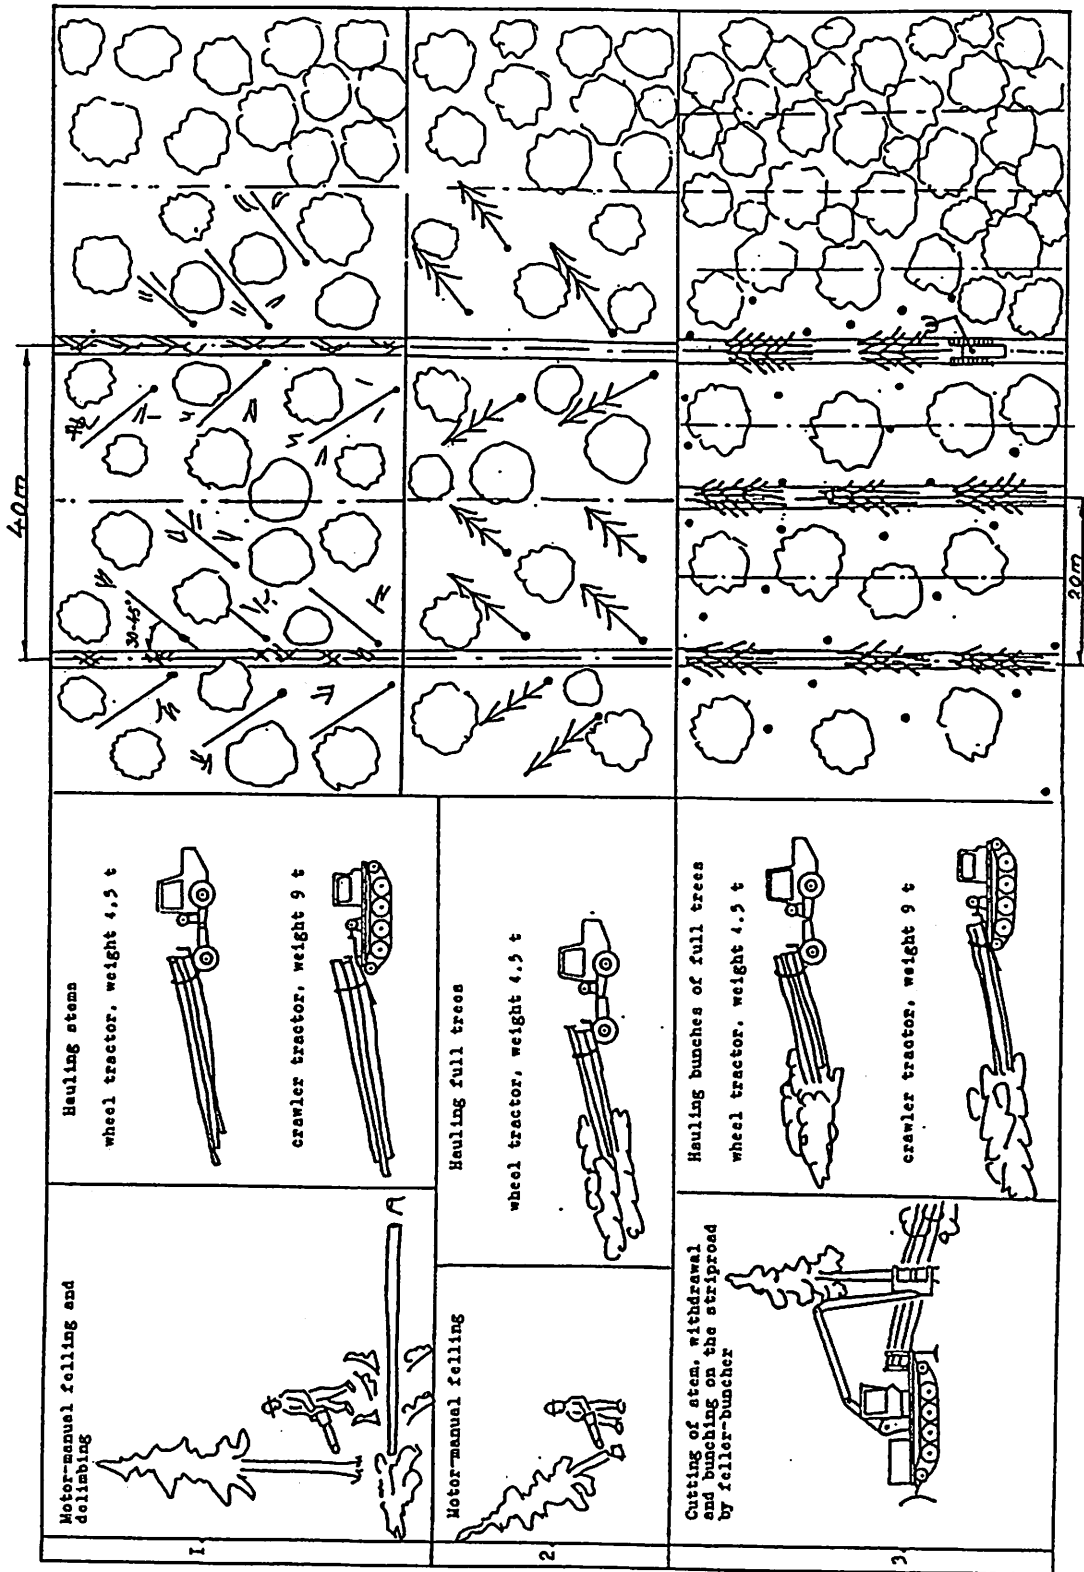 I
Motor-manual felling and
delimbing
Hauling stems
wheel tractor, weight 4,5 t
crawler tractor, weight 9 t
30-45°
40m
2
Motor-manual felling
Hauling full trees
wheel tractor, weight 4.5 t
3
Cutting of stem, withdrawal
and bunching on the striproad
by feller-buncher
Hauling bunches of full trees
wheel tractor, weight 4.5 t
crawler tractor, weight 9 t
20m